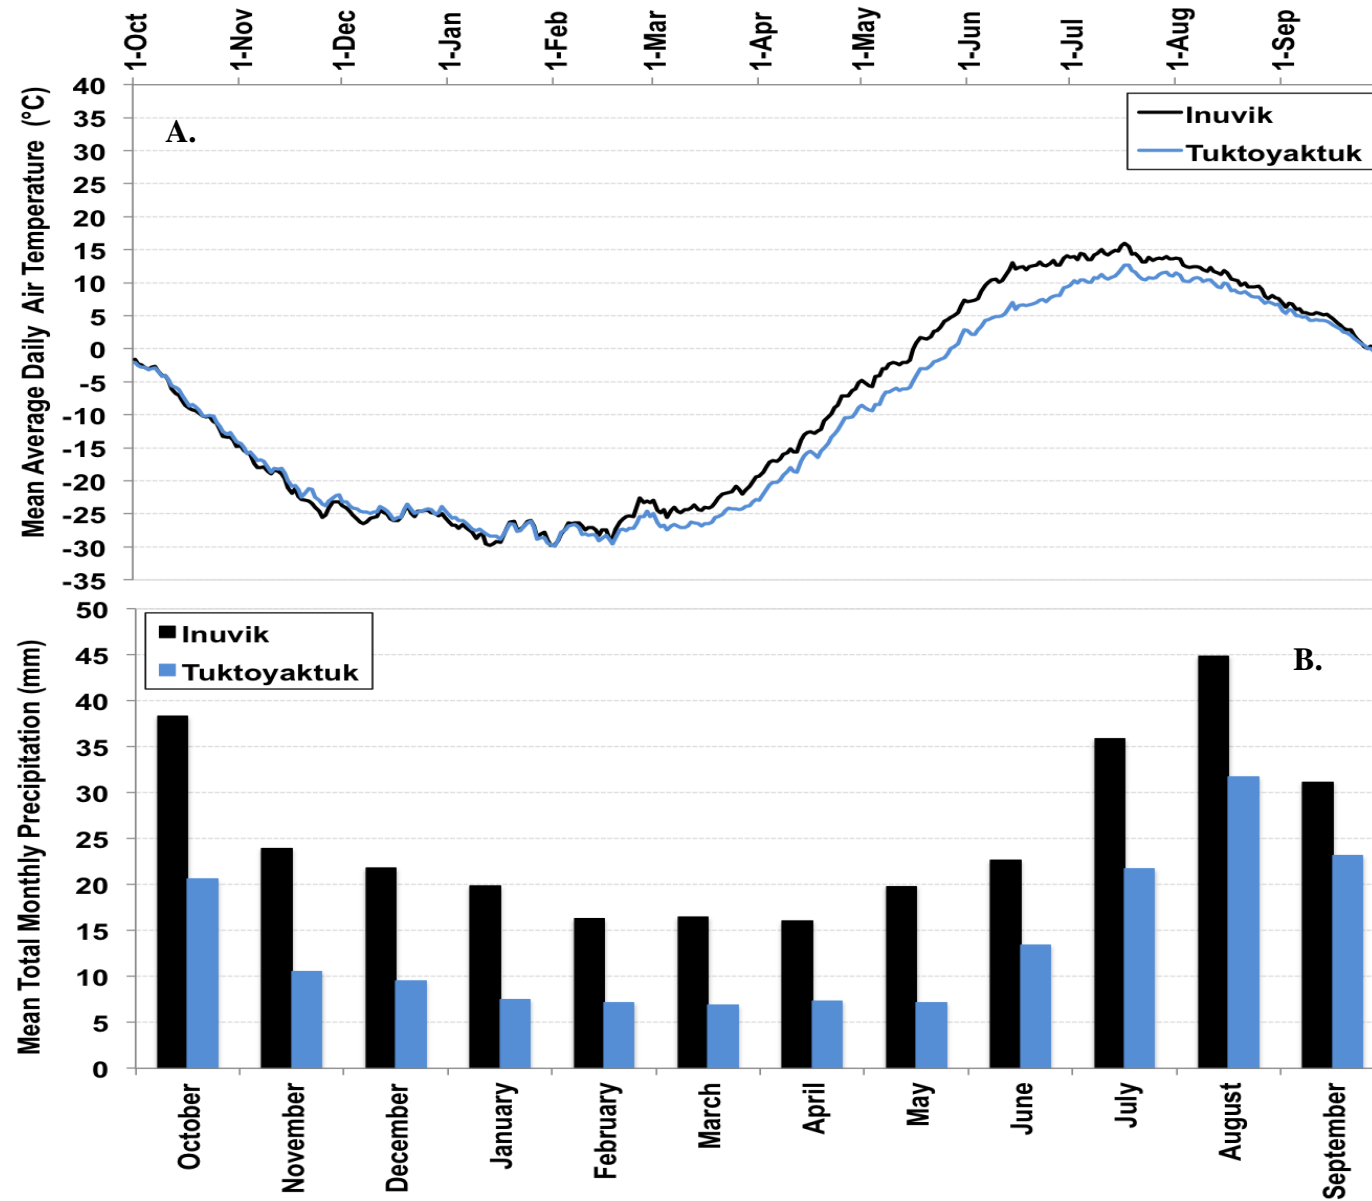 1-Oct
1-Nov
1-Dec
1-Jan
1-Feb
1-Mar
1-Apr
1-May
1-Jun
1-Jul
1-Aug
1-Sep
Mean Average Daily Air Temperature (°C)
40
35
30
25
20
15
10
5
0
-5
-10
-15
-20
-25
-30
-35
A.
Inuvik
Tuktoyaktuk
Mean Total Monthly Precipitation (mm)
50
45
40
35
30
25
20
15
10
5
0
Inuvik
Tuktoyaktuk
B.
October
November
December
January
February
March
April
May
June
July
August
September